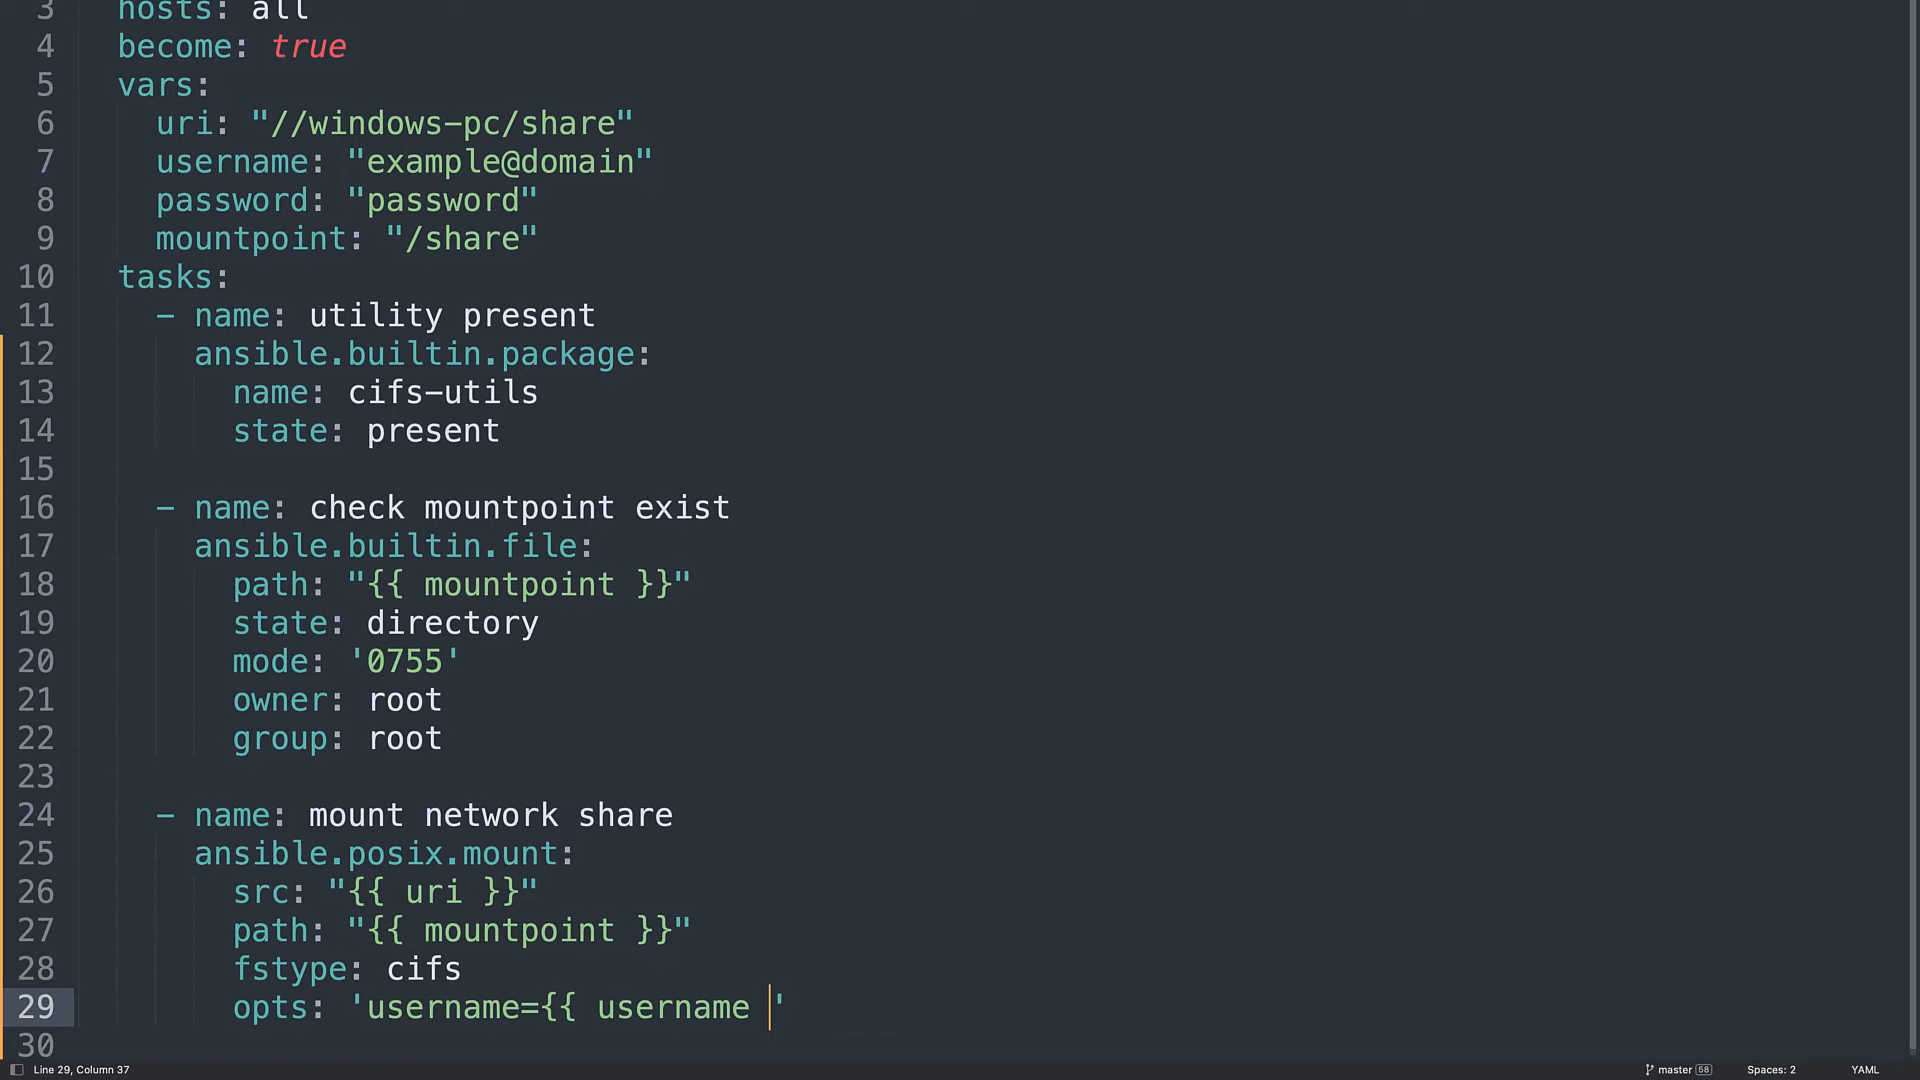 3 hosts: all
4 become: true
5 vars:
6 uri: "//windows-pc/share"
7 username: "example@domain"
8 password: "password"
9 mountpoint: "/share"
10 tasks:
11 - name: utility present
12 ansible.builtin.package:
13 name: cifs-utils
14 state: present
15
16 - name: check mountpoint exist
17 ansible.builtin.file:
18 path: "{{ mountpoint }}"
19 state: directory
20 mode: '0755'
21 owner: root
22 group: root
23
24 - name: mount network share
25 ansible.posix.mount:
26 src: "{{ uri }}"
27 path: "{{ mountpoint }}"
28 fstype: cifs
29 opts: 'username={{ username '
30
Line 29, Column 37 master 58 Spaces: 2 YAML